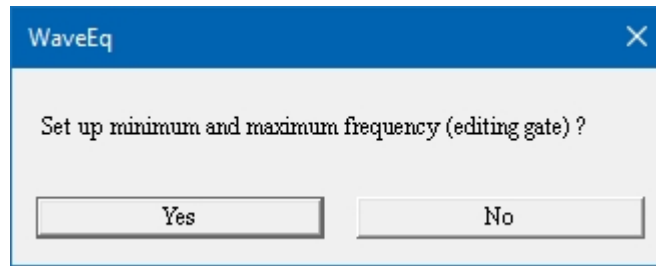 WaveEq
Set up minimum and maximum frequency (editing gate) ?
Yes
No